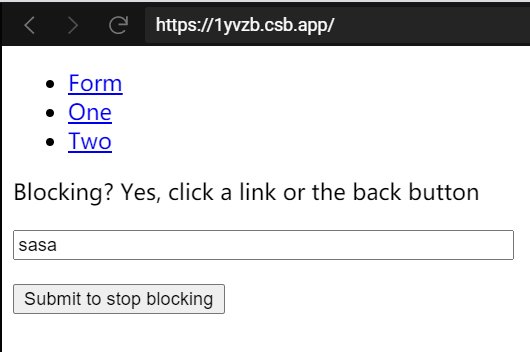 https://1yvzb.csb.app/
Form
One
Two
Blocking? Yes, click a link or the back button
sasa
Submit to stop blocking